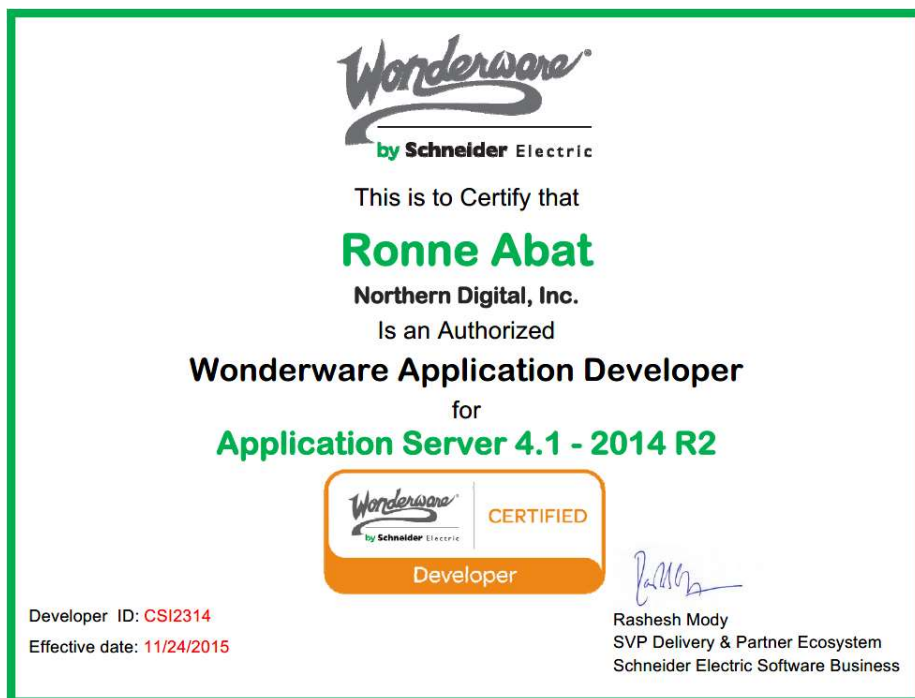 Wonderware®
by Schneider Electric
This is to Certify that
Ronne Abat
Northern Digital, Inc.
Is an Authorized
Wonderware Application Developer
for
Application Server 4.1 - 2014 R2
Wonderware®
by Schneider Electric
CERTIFIED
Developer
Developer ID: CSI2314
Effective date: 11/24/2015
Rashesh Mody
SVP Delivery & Partner Ecosystem
Schneider Electric Software Business